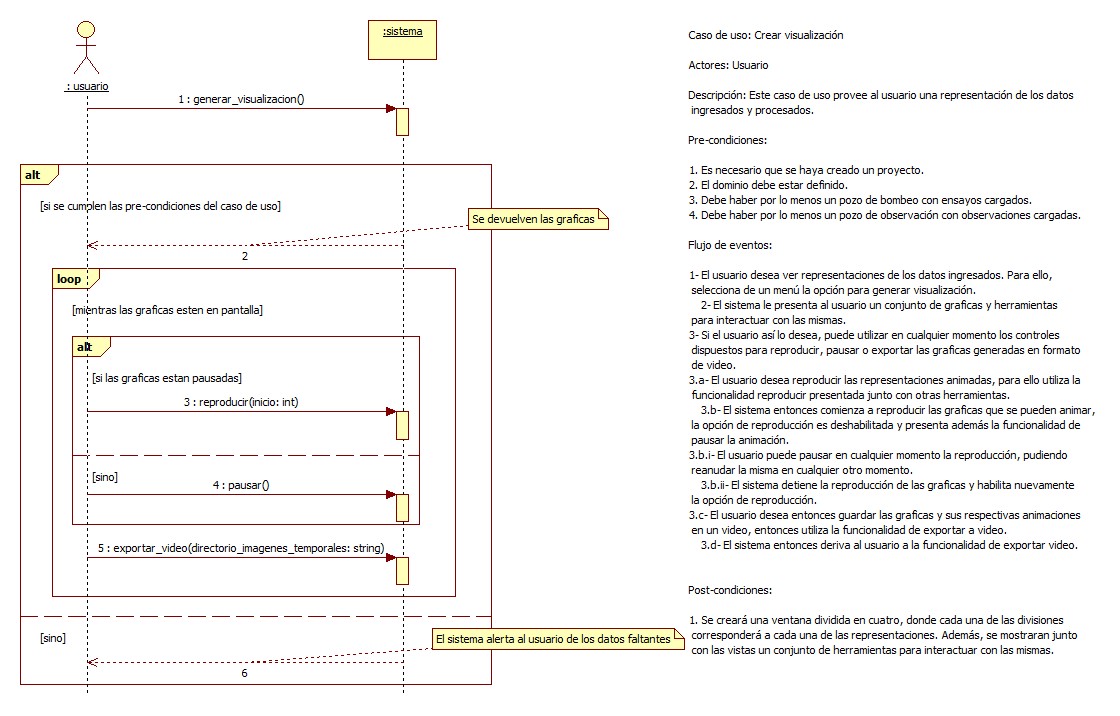 : usuario
:sistema
1 : generar_visualizacion()
alt
[si se cumplen las pre-condiciones del caso de uso]
Se devuelven las graficas
2
loop
[mientras las graficas esten en pantalla]
alt
[si las graficas estan pausadas]
3 : reproducir(inicio: int)
[sino]
4 : pausar()
5 : exportar_video(directorio_imagenes_temporales: string)
[sino]
El sistema alerta al usuario de los datos faltantes
6
Caso de uso: Crear visualización
Actores: Usuario
Descripción: Este caso de uso provee al usuario una representación de los datos
ingresados y procesados.
Pre-condiciones:
1. Es necesario que se haya creado un proyecto.
2. El dominio debe estar definido.
3. Debe haber por lo menos un pozo de bombeo con ensayos cargados.
4. Debe haber por lo menos un pozo de observación con observaciones cargadas.
Flujo de eventos:
1- El usuario desea ver representaciones de los datos ingresados. Para ello,
selecciona de un menú la opción para generar visualización.
2- El sistema le presenta al usuario un conjunto de graficas y herramientas
para interactuar con las mismas.
3- Si el usuario así lo desea, puede utilizar en cualquier momento los controles
dispuestos para reproducir, pausar o exportar las graficas generadas en formato
de video.
3.a- El usuario desea reproducir las representaciones animadas, para ello utiliza la
funcionalidad reproducir presentada junto con otras herramientas.
3.b- El sistema entonces comienza a reproducir las graficas que se pueden animar,
la opción de reproducción es deshabilitada y presenta además la funcionalidad de
pausar la animación.
3.b.i- El usuario puede pausar en cualquier momento la reproducción, pudiendo
reanudar la misma en cualquier otro momento.
3.b.ii- El sistema detiene la reproducción de las graficas y habilita nuevamente
la opción de reproducción.
3.c- El usuario desea entonces guardar las graficas y sus respectivas animaciones
en un video, entonces utiliza la funcionalidad de exportar a video.
3.d- El sistema entonces deriva al usuario a la funcionalidad de exportar video.
Post-condiciones:
1. Se creará una ventana dividida en cuatro, donde cada una de las divisiones
corresponderá a cada una de las representaciones. Además, se mostraran junto
con las vistas un conjunto de herramientas para interactuar con las mismas.